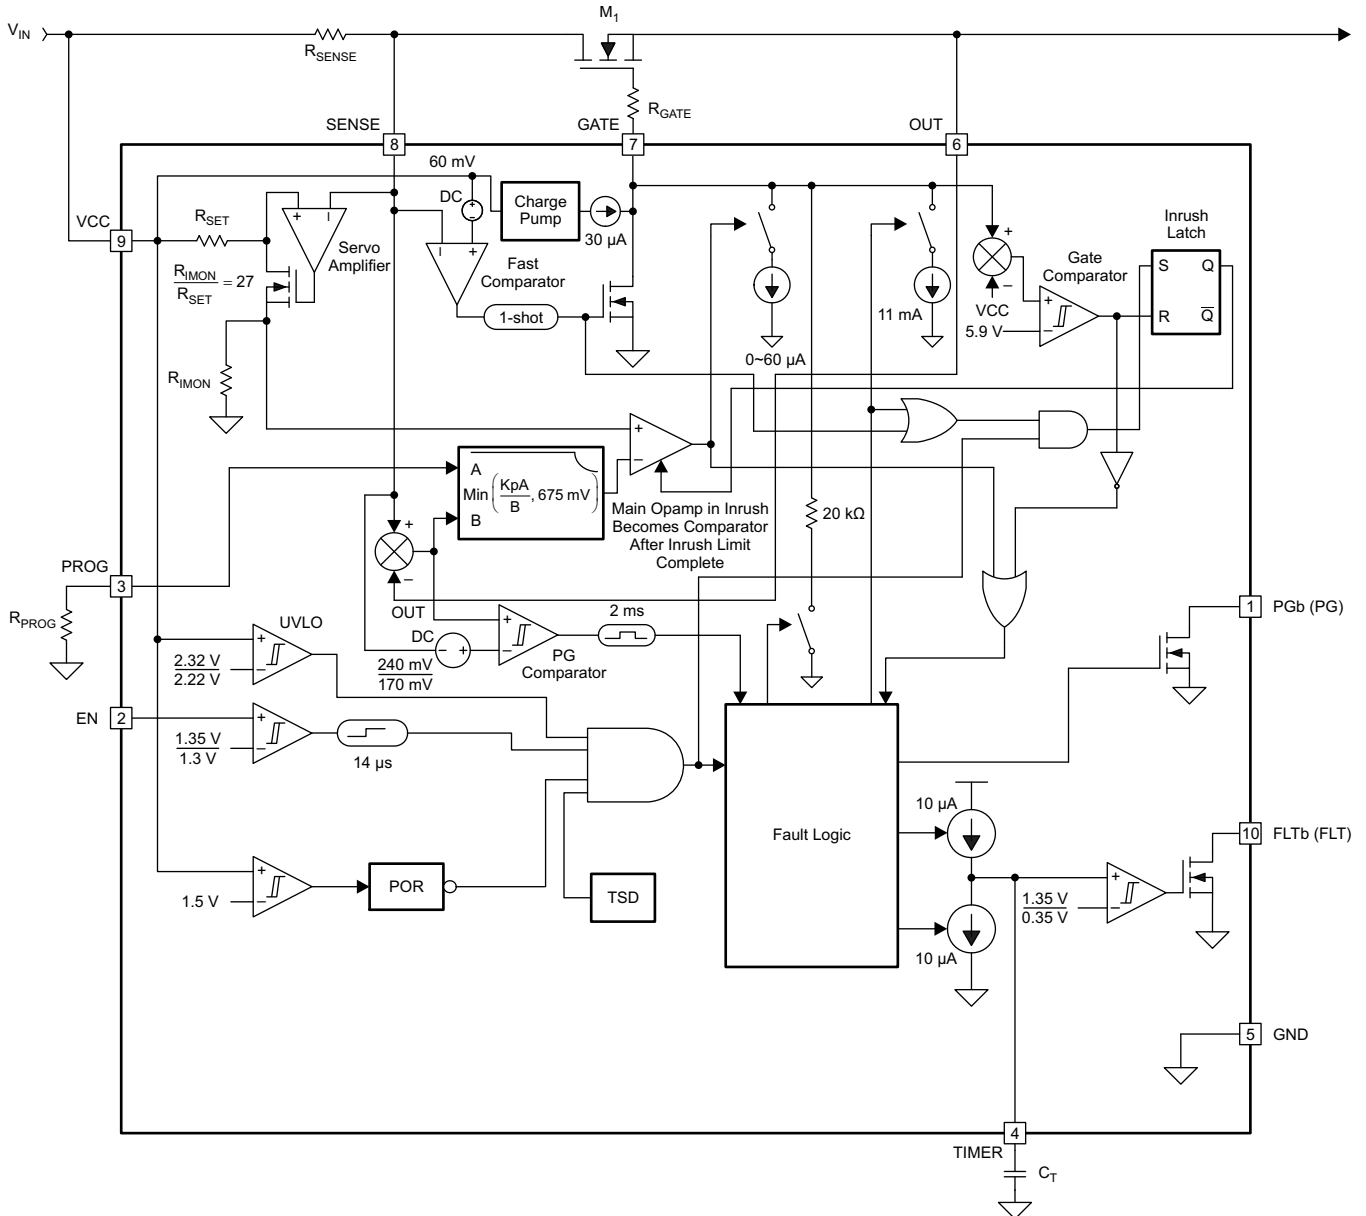 M1
VIN
RSENSE
RGATE
SENSE
GATE
OUT
8
7
6
60 mV
DC
+
−
Charge
Pump
30 µA
VCC
9
RSET
+
−
Servo
Amplifier
RIMON
RSET
= 27
−
+
Fast
Comparator
1-shot
0~60 µA
11 mA
+
−
VCC
5.9 V
Gate
Comparator
+
−
Inrush
Latch
S
Q
R
Q̅
RIMON
+
−
A
Min ( KpA
B
, 675 mV )
B
Main Opamp in Inrush
Becomes Comparator
After Inrush Limit
Complete
20 kΩ
+
−
OUT
PROG
3
RPROG
UVLO
+
−
2.32 V
2.22 V
DC
−
+
240 mV
170 mV
+
−
PG
Comparator
2 ms
1
PGb (PG)
EN
2
+
−
1.35 V
1.3 V
14 µs
Fault Logic
10 µA
10 µA
+
−
1.35 V
0.35 V
10
FLTb (FLT)
+
−
1.5 V
POR
TSD
5
GND
4
TIMER
CT